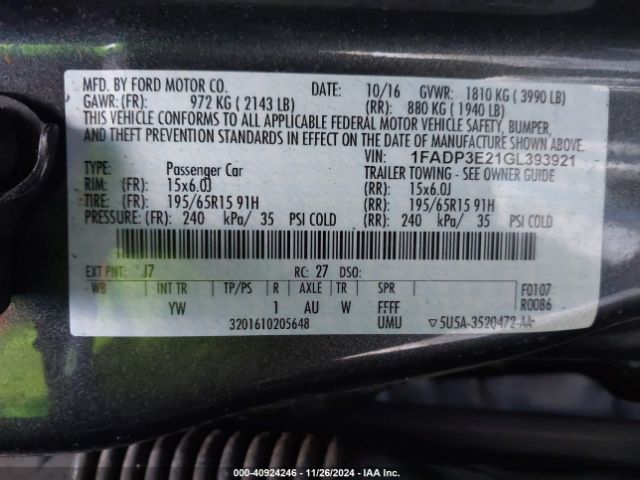 MFD. BY FORD MOTOR CO. DATE: 10/16 GVWR: 1810 KG ( 3990 LB)
GAWR: (FR): 972 KG ( 2143 LB) (RR): 880 KG ( 1940 LB)
THIS VEHICLE CONFORMS TO ALL APPLICABLE FEDERAL MOTOR VEHICLE SAFETY, BUMPER,
AND THEFT PREVENTION STANDARDS IN EFFECT ON THE DATE OF MANUFACTURE SHOWN ABOVE.
VIN: 1FADP3E21GL393921
TYPE: Passenger Car TRAILER TOWING - SEE OWNER GUIDE
RIM: (FR): 15x6.0J (RR): 15x6.0J
TIRE: (FR): 195/65R15 91H (RR): 195/65R15 91H
PRESSURE: (FR): 240 kPa/ 35 PSI COLD (RR): 240 kPa/ 35 PSI COLD
EXT PNT: J7 RC: 27 DSO:
WB INT TR TP/PS R AXLE TR SPR F0107
YW 1 AU W FFFF R0086
3201610205648 UMU ▽5U5A-3520472-AA
000-40924246 - 11/26/2024 - IAA Inc.